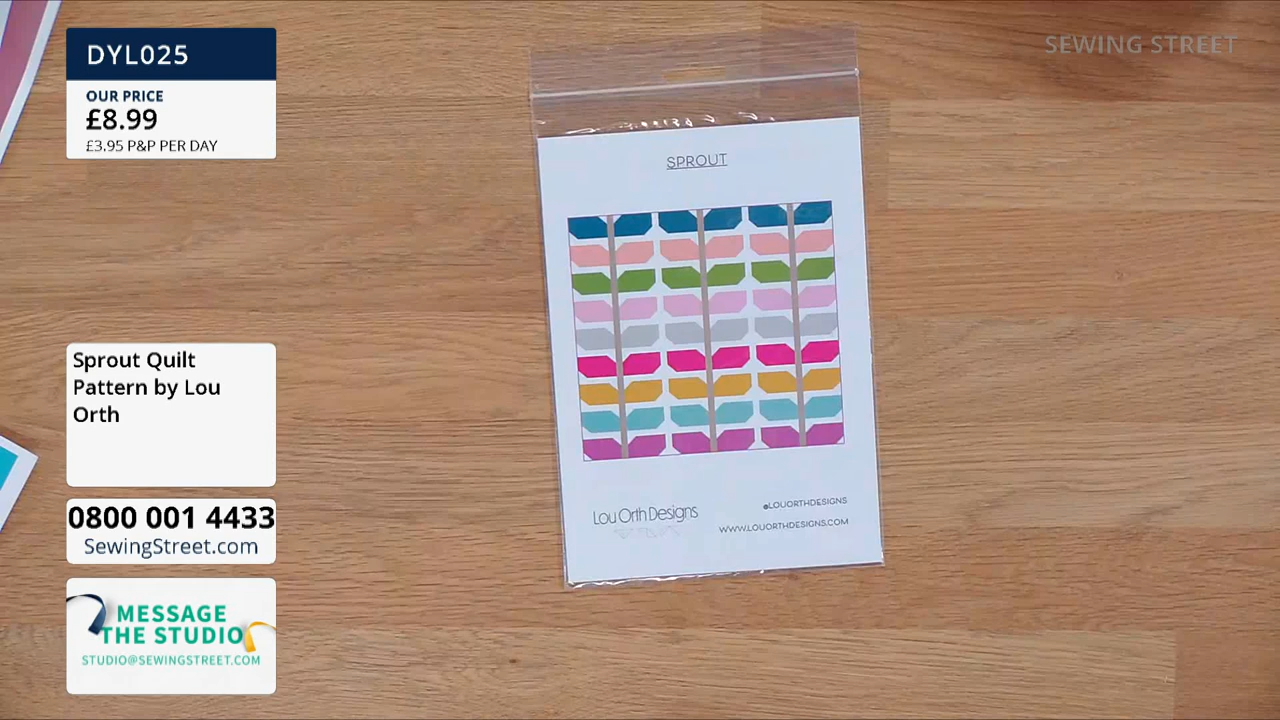 DYL025
OUR PRICE
£8.99
£3.95 P&P PER DAY
Sprout Quilt
Pattern by Lou
Orth
0800 001 4433
SewingStreet.com
MESSAGE
THE STUDIO
STUDIO@SEWINGSTREET.COM
SEWING STREET
SPROUT
Lou Orth Designs
@LOUORTHDESIGNS
WWW.LOUORTHDESIGNS.COM